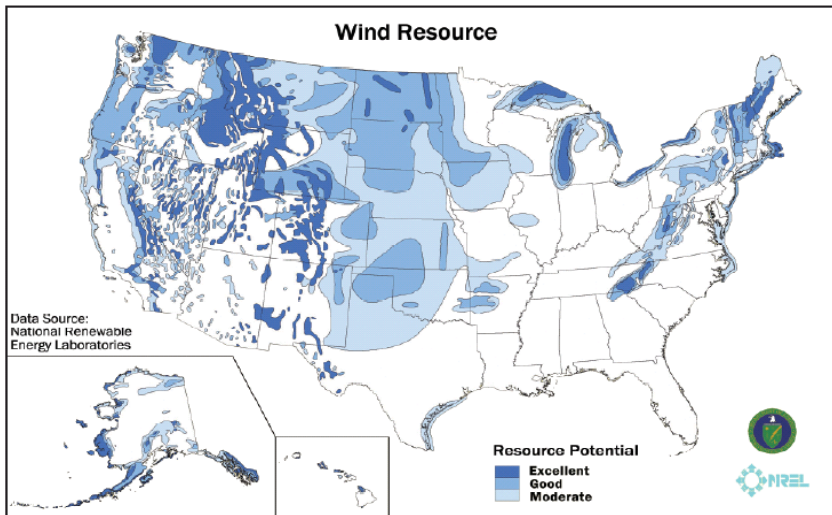 Wind Resource
Data Source:
National Renewable
Energy Laboratories
Resource Potential
Excellent
Good
Moderate
NREL